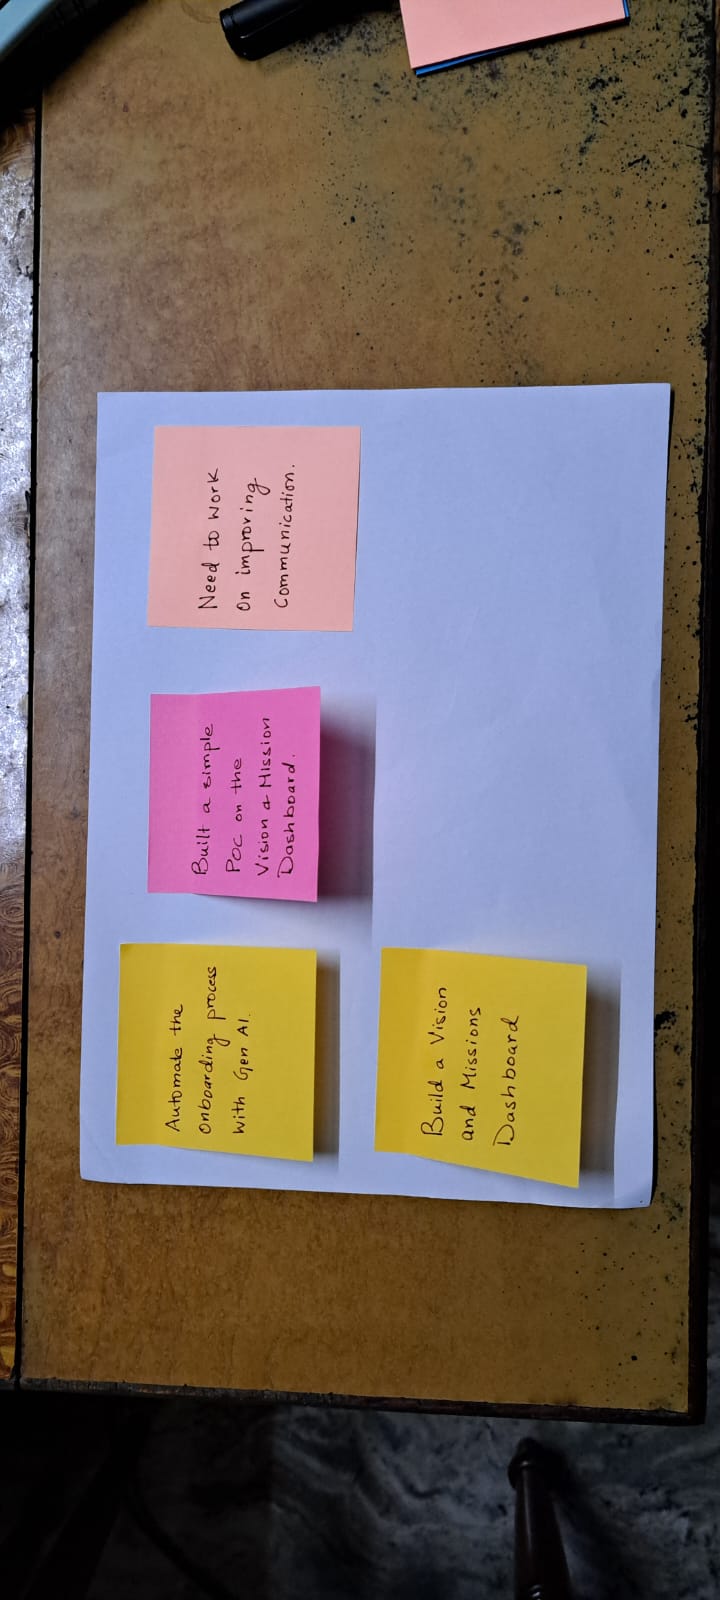 Automate the
Onboarding process
with Gen AI.
Build a Vision
and Missions
Dashboard
Built a simple
POC on the
Vision & Mission
Dashboard.
Need to work
on improving
Communication.